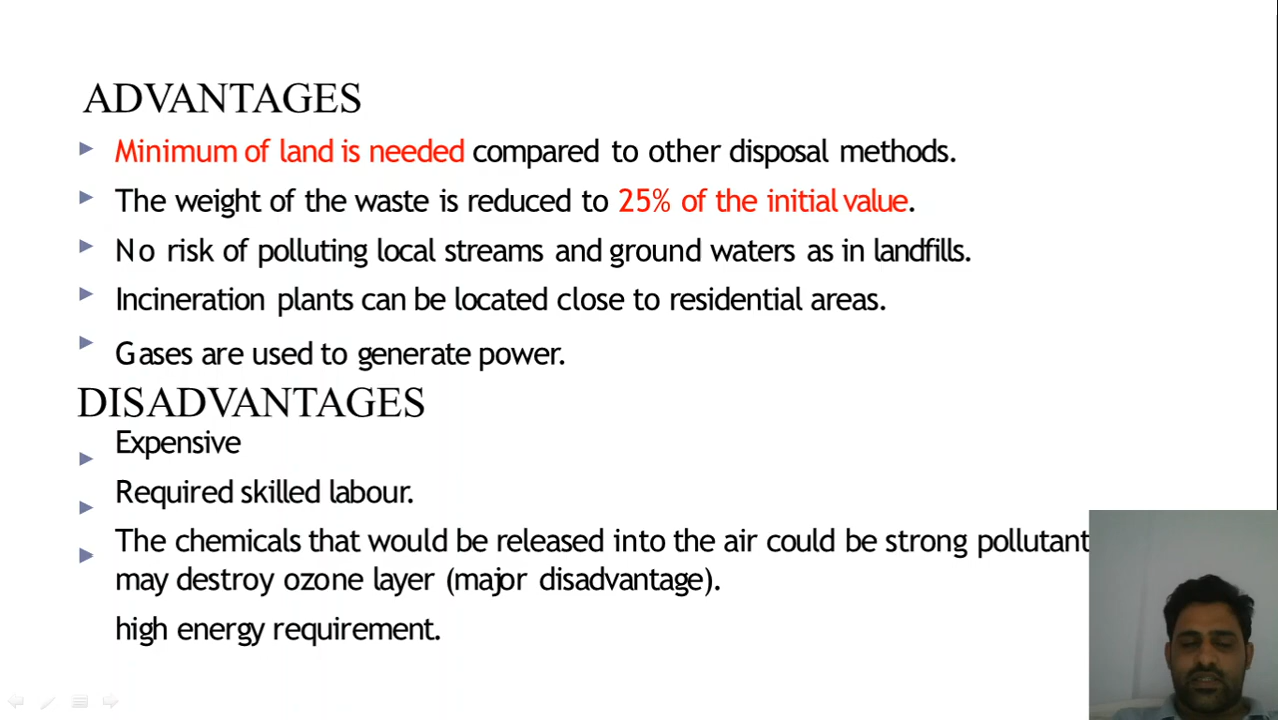 ADVANTAGES
Minimum of land is needed compared to other disposal methods.
The weight of the waste is reduced to 25% of the initial value.
No risk of polluting local streams and ground waters as in landfills.
Incineration plants can be located close to residential areas.
Gases are used to generate power.
DISADVANTAGES
Expensive
Required skilled labour.
The chemicals that would be released into the air could be strong pollutant
may destroy ozone layer (major disadvantage).
high energy requirement.